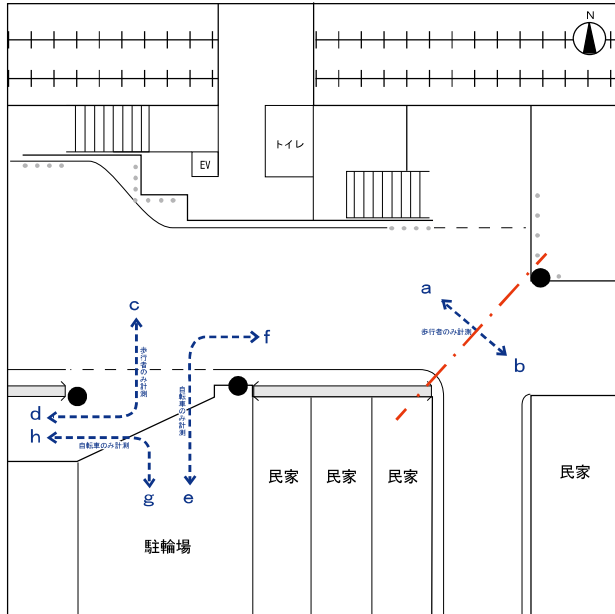 N
トイレ
EV
a
歩行者のみ計測
b
c
歩行者のみ計測
f
自転車のみ計測
d
h
自転車のみ計測
g
e
民家
民家
民家
民家
駐輪場